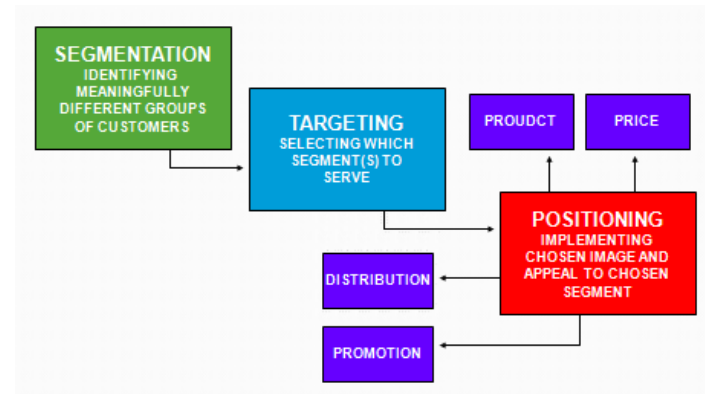 SEGMENTATION
IDENTIFYING
MEANINGFULLY
DIFFERENT GROUPS
OF CUSTOMERS
TARGETING
SELECTING WHICH
SEGMENT(S) TO
SERVE
PROUDCT
PRICE
POSITIONING
IMPLEMENTING
CHOSEN IMAGE AND
APPEAL TO CHOSEN
SEGMENT
DISTRIBUTION
PROMOTION